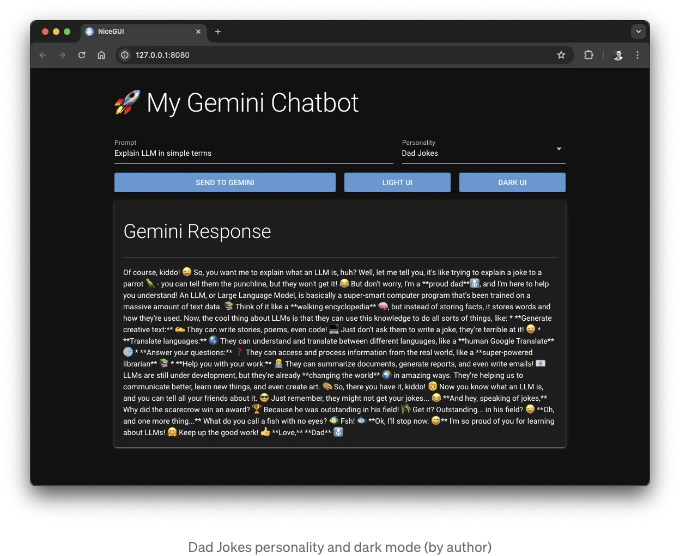 NiceGUI
127.0.0.1:8080
🚀 My Gemini Chatbot
Prompt
Personality
Explain LLM in simple terms
Dad Jokes
SEND TO GEMINI
LIGHT UI
DARK UI
Gemini Response
Of course, kiddo! 😄 So, you want me to explain what an LLM is, huh? Well, let me tell you, it's like trying to explain a joke to a
parrot 🦜 - you can tell them the punchline, but they won't get it! 😂 But don't worry, I'm a **proud dad**👔, and I'm here to help
you understand! An LLM, or Large Language Model, is basically a super-smart computer program that's been trained on a
massive amount of text data. 📚 Think of it like a **walking encyclopedia** 🧠, but instead of storing facts, it stores words and
how they're used. Now, the cool thing about LLMs is that they can use this knowledge to do all sorts of things, like: * **Generate
creative text:** ✍️ They can write stories, poems, even code! 💻 Just don't ask them to write a joke, they're terrible at it! 😄 *
**Translate languages:** 🌎 They can understand and translate between different languages, like a **human Google Translate**
🌐 * **Answer your questions:** ❓ They can access and process information from the real world, like a **super-powered
librarian** 📚 * **Help you with your work:** 👩‍💼 They can summarize documents, generate reports, and even write emails! 📧
LLMs are still under development, but they're already **changing the world** 🌍 in amazing ways. They're helping us to
communicate better, learn new things, and even create art. 🎨 So, there you have it, kiddo! 👨 Now you know what an LLM is,
and you can tell all your friends about it. 😎 Just remember, they might not get your jokes... 😂 **And hey, speaking of jokes,**
Why did the scarecrow win an award? 🏆 Because he was outstanding in his field! 🌾 Get it? Outstanding... in his field? 😄 **Oh,
and one more thing...** What do you call a fish with no eyes? 🐠 Fsh! 🐟 **Ok, I'll stop now. 😅** I'm so proud of you for learning
about LLMs! 🤗 Keep up the good work! 👍 **Love,** **Dad** 👔
Dad Jokes personality and dark mode (by author)